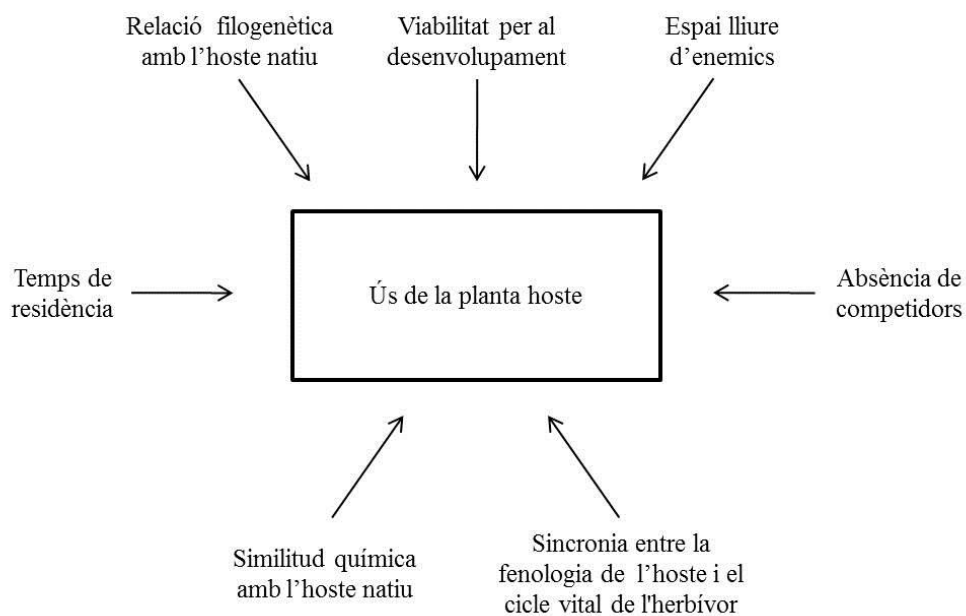 Relació filogenètica
amb l’hoste natiu
Viabilitat per al
desenvolupament
Espai lliure
d’enemics
Temps de
residència
Ús de la planta hoste
Absència de
competidors
Similitud química
amb l’hoste natiu
Sincronia entre la
fenologia de l’hoste i el
cicle vital de l'herbívor